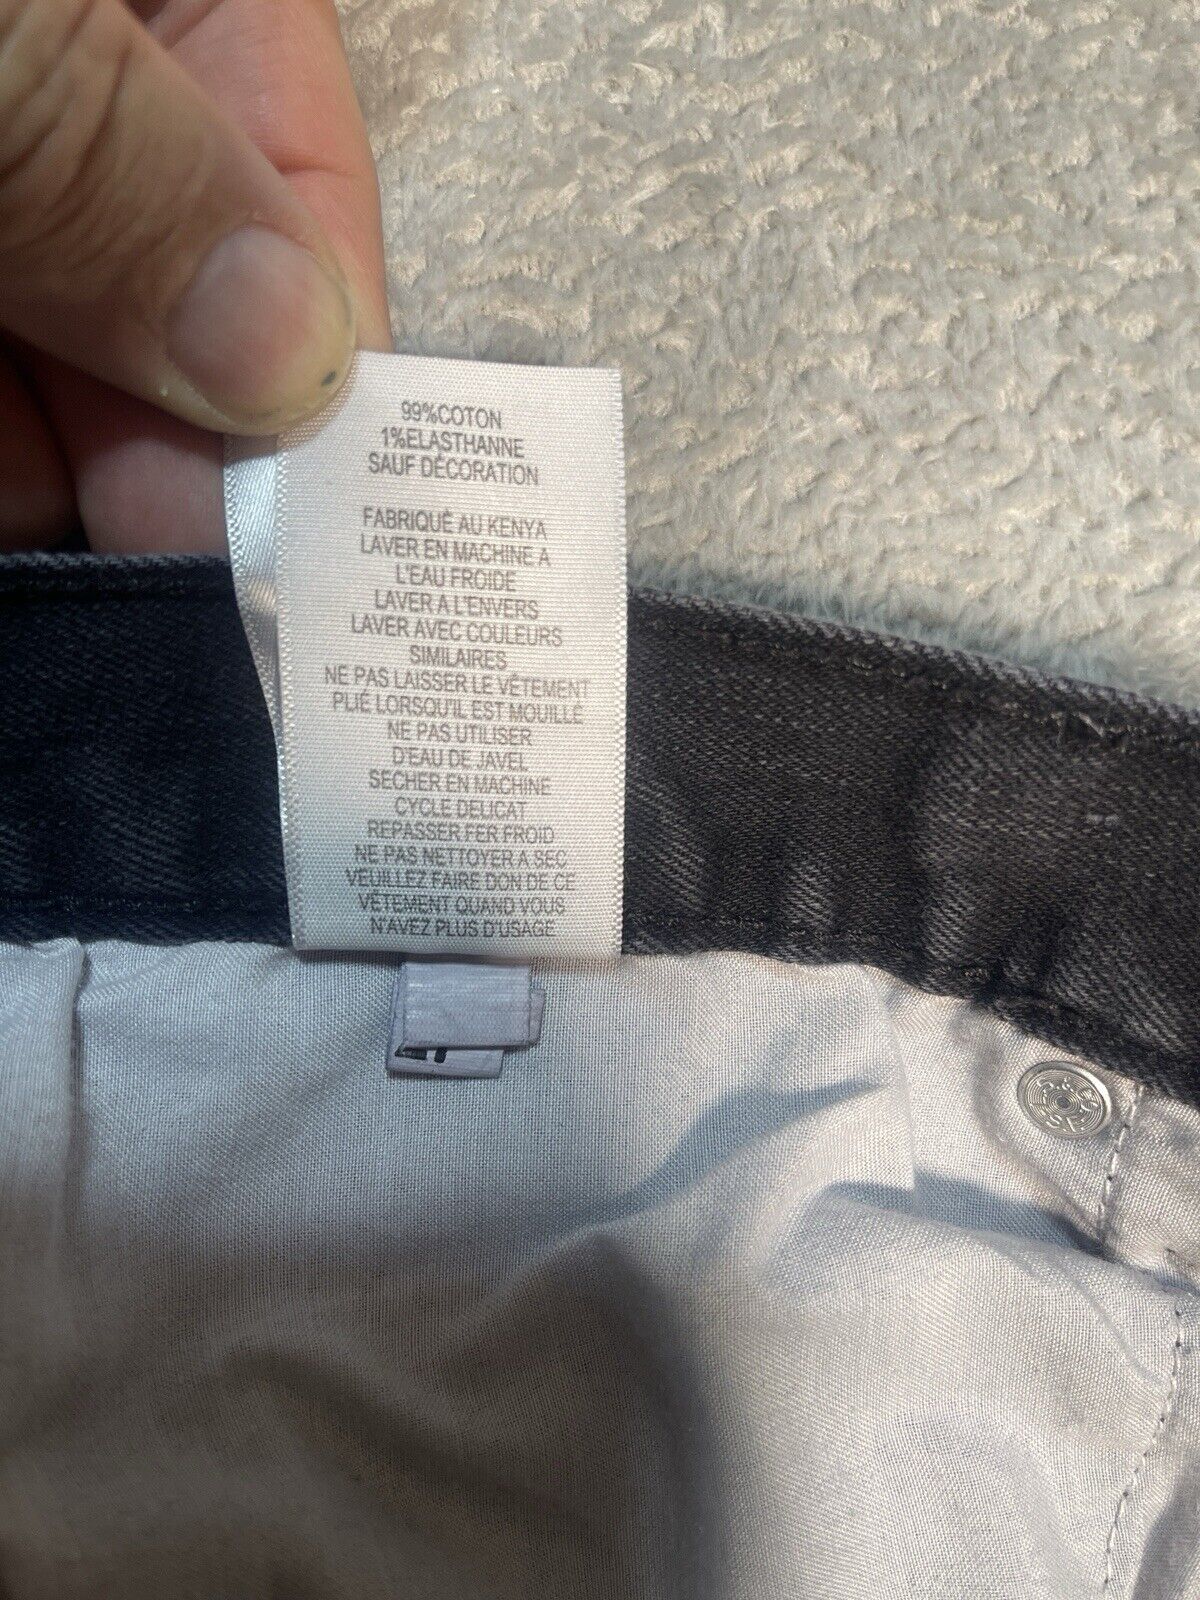 99%COTON
1%ELASTHANNE
SAUF DÉCORATION
FABRIQUÉ AU KENYA
LAVER EN MACHINE A
L'EAU FROIDE
LAVER A L'ENVERS
LAVER AVEC COULEURS
SIMILAIRES
NE PAS LAISSER LE VÊTEMENT
PLIÉ LORSQU'IL EST MOUILLÉ
NE PAS UTILISER
D'EAU DE JAVEL
SECHER EN MACHINE
CYCLE DELICAT
REPASSER FER FROID
NE PAS NETTOYER A SEC
VEUILLEZ FAIRE DON DE CE
VÊTEMENT QUAND VOUS
N'AVEZ PLUS D'USAGE